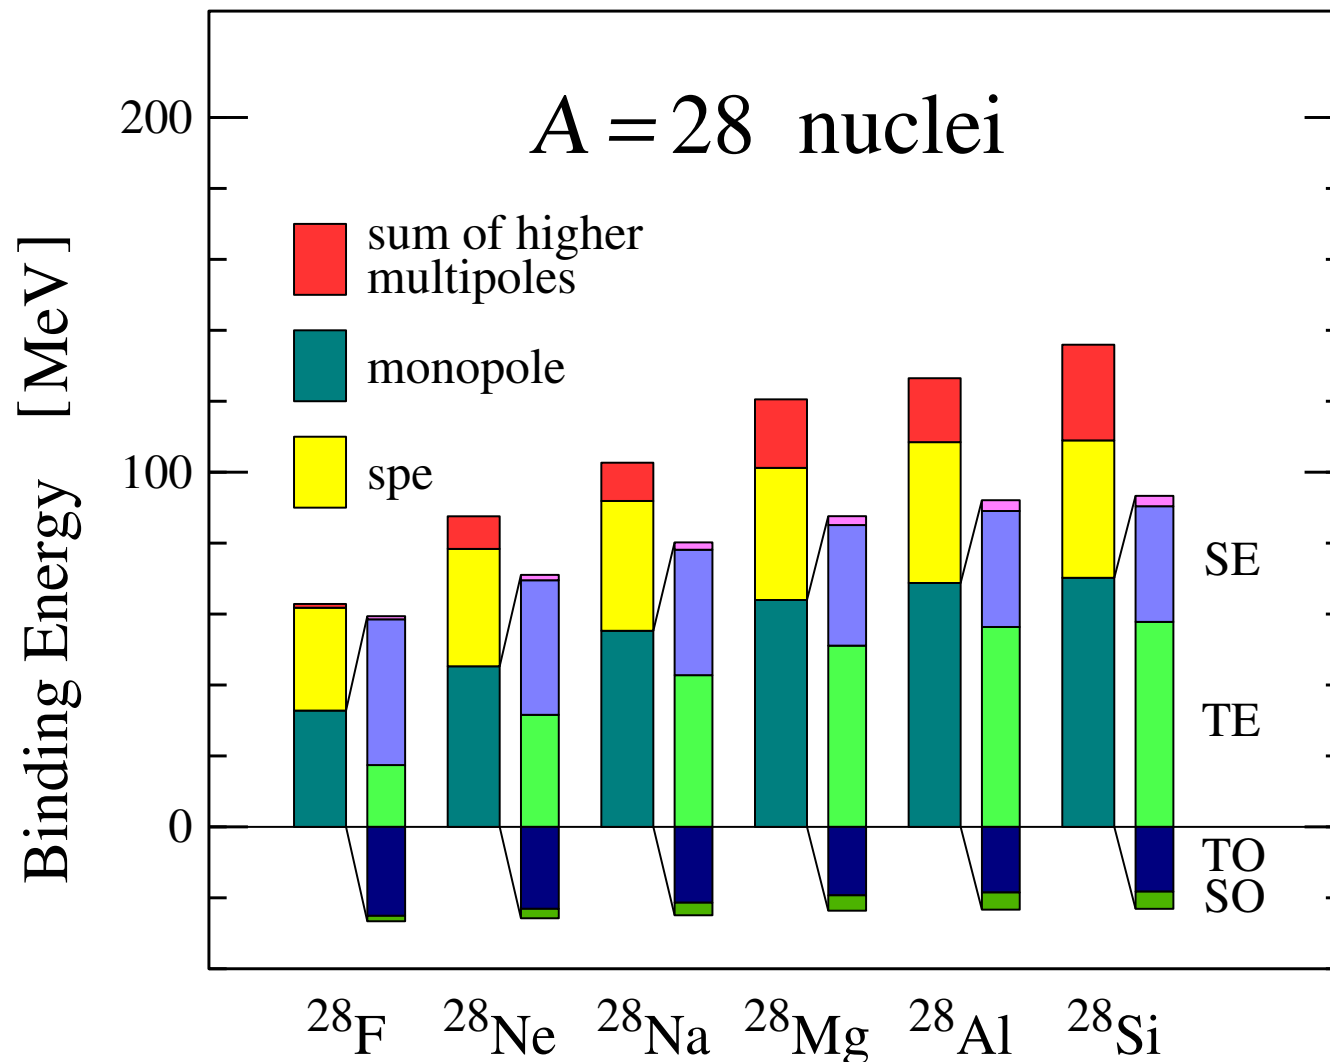 A = 28 nuclei
200
100
0
Binding Energy [MeV]
sum of higher
multipoles
monopole
spe
SE
TE
TO
SO
²⁸F ²⁸Ne ²⁸Na ²⁸Mg ²⁸Al ²⁸Si